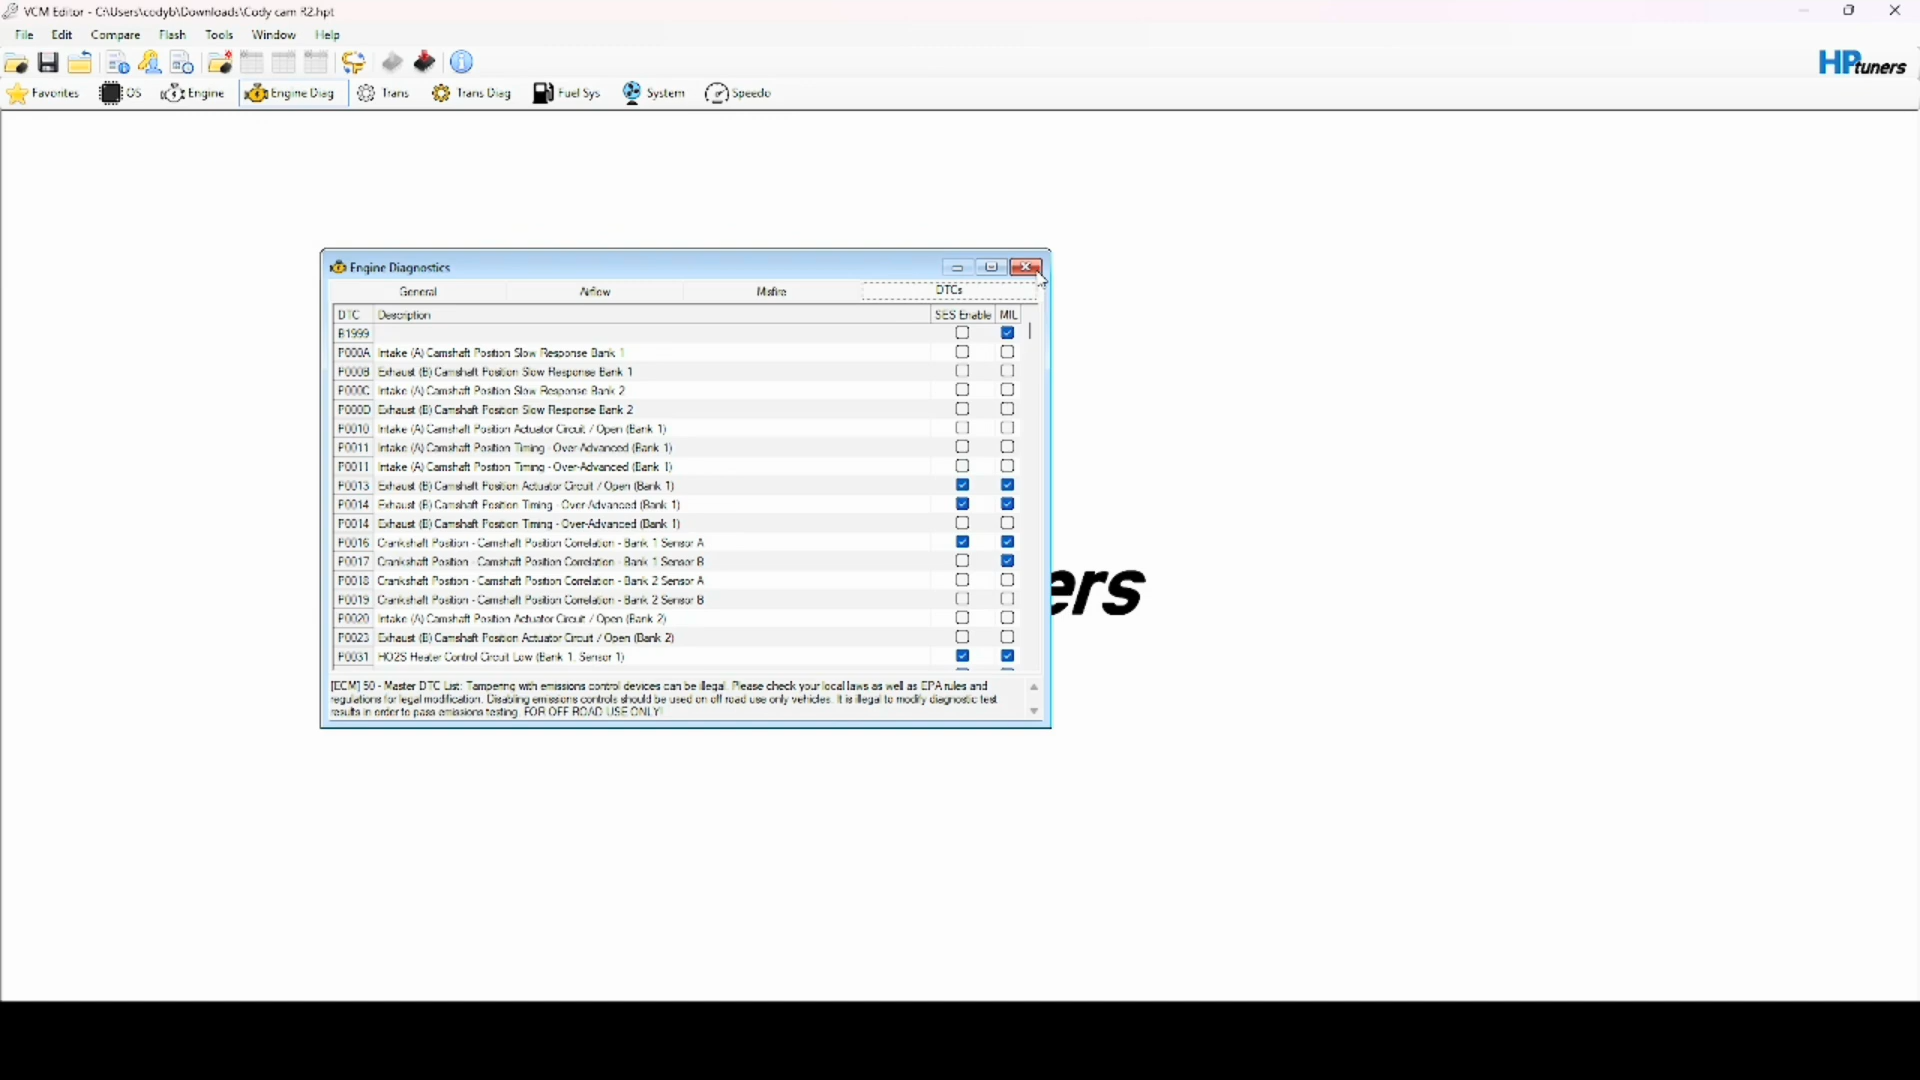 VCM Editor - C:\Users\codyb\Downloads\Cody cam R2.hpt
File Edit Compare Flash Tools Window Help
HPtuners
Favorites OS Engine Engine Diag Trans Trans Diag Fuel Sys System Speedo
Engine Diagnostics
General Airflow Misfire DTCs
DTC Description SES Enable MIL
B1999
P000A Intake (A) Camshaft Position Slow Response Bank 1
P000B Exhaust (B) Camshaft Position Slow Response Bank 1
P000C Intake (A) Camshaft Position Slow Response Bank 2
P000D Exhaust (B) Camshaft Position Slow Response Bank 2
P0010 Intake (A) Camshaft Position Actuator Circuit / Open (Bank 1)
P0011 Intake (A) Camshaft Position Timing - Over-Advanced (Bank 1)
P0011 Intake (A) Camshaft Position Timing - Over-Advanced (Bank 1)
P0013 Exhaust (B) Camshaft Position Actuator Circuit / Open (Bank 1)
P0014 Exhaust (B) Camshaft Position Timing - Over-Advanced (Bank 1)
P0014 Exhaust (B) Camshaft Position Timing - Over-Advanced (Bank 1)
P0016 Crankshaft Position - Camshaft Position Correlation - Bank 1 Sensor A
P0017 Crankshaft Position - Camshaft Position Correlation - Bank 1 Sensor B
P0018 Crankshaft Position - Camshaft Position Correlation - Bank 2 Sensor A
ers
P0019 Crankshaft Position - Camshaft Position Correlation - Bank 2 Sensor B
P0020 Intake (A) Camshaft Position Actuator Circuit / Open (Bank 2)
P0023 Exhaust (B) Camshaft Position Actuator Circuit / Open (Bank 2)
P0031 HO2S Heater Control Circuit Low (Bank 1, Sensor 1)
[ECM] 50 - Master DTC List: Tampering with emissions control devices can be illegal. Please check your local laws as well as EPA rules and
regulations for legal modification. Disabling emissions controls should be used on off road use only vehicles. It is illegal to modify diagnostic test
results in order to pass emissions testing. FOR OFF ROAD USE ONLY!